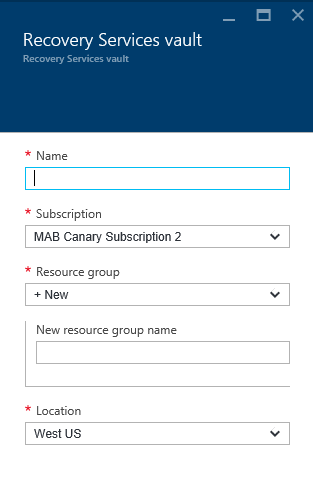 Recovery Services vault
Recovery Services vault
* Name
* Subscription
MAB Canary Subscription 2
* Resource group
+ New
New resource group name
* Location
West US